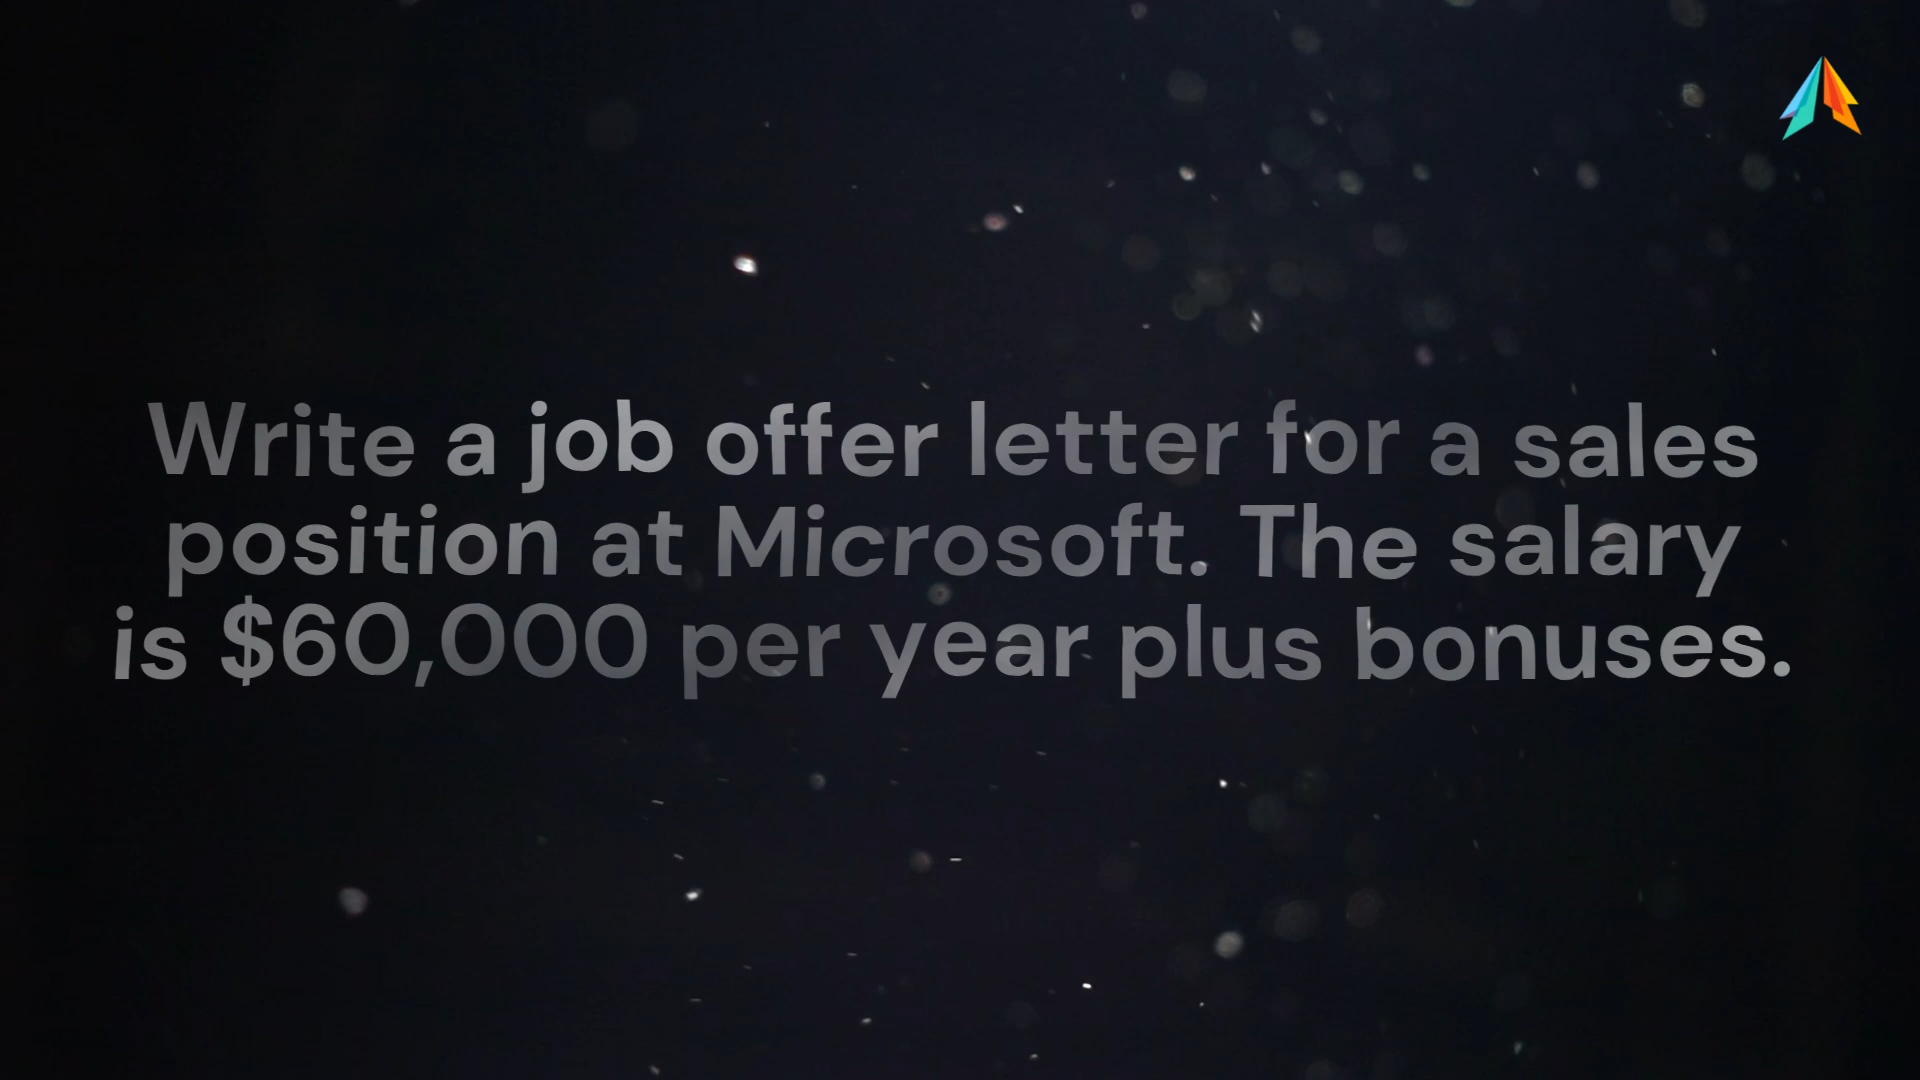 Write a job offer letter for a sales
position at Microsoft. The salary
is $60,000 per year plus bonuses.